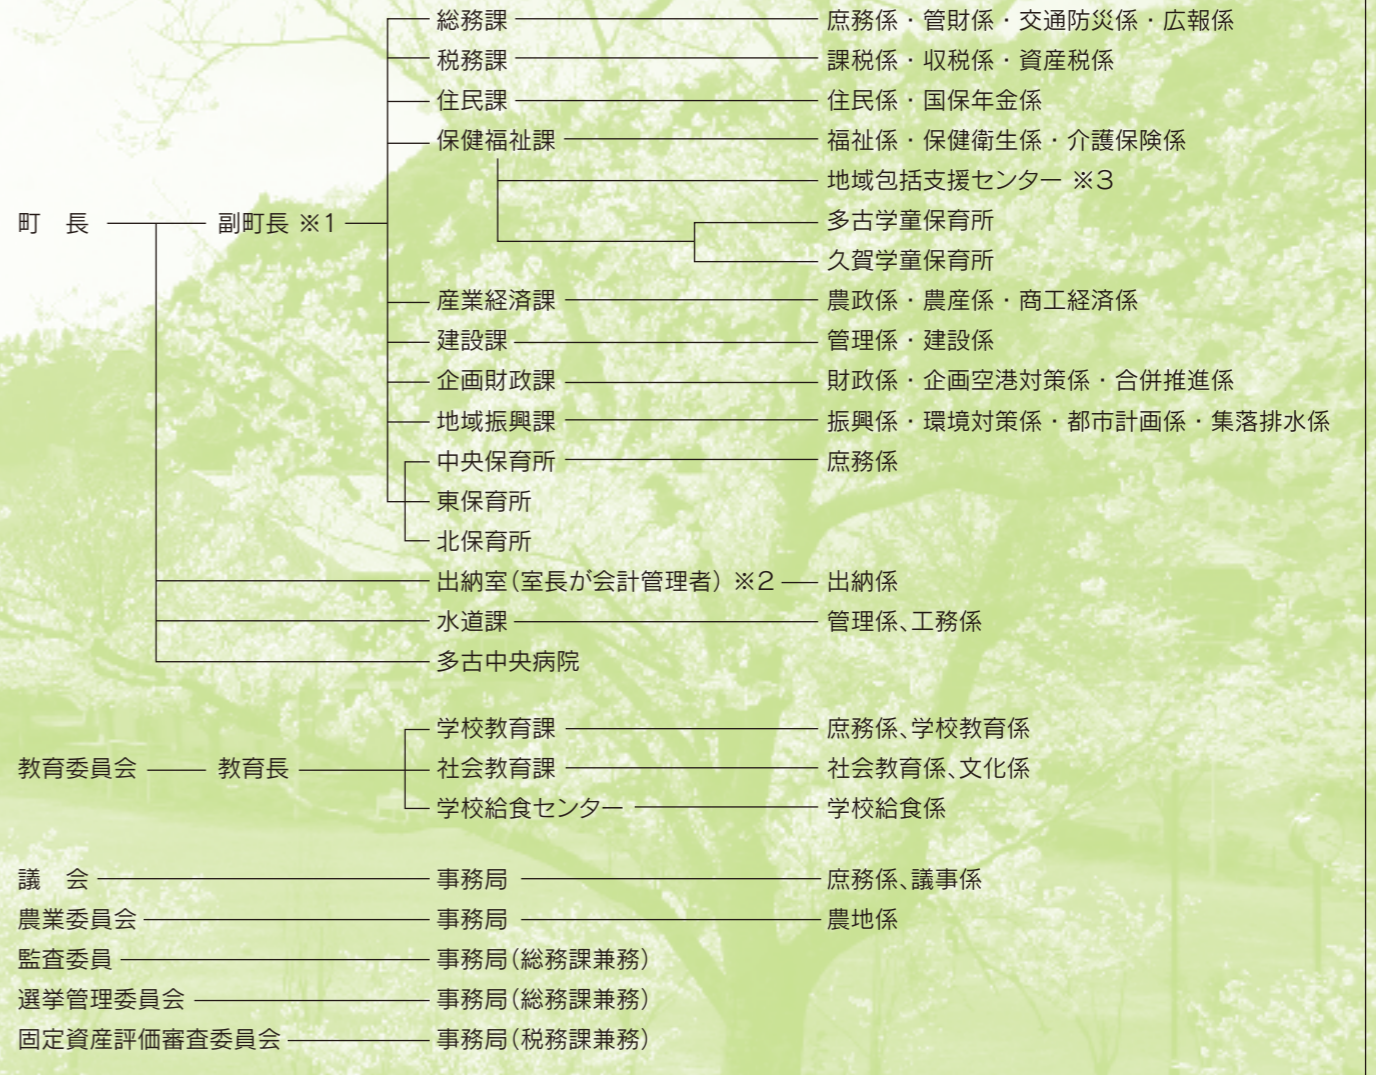 総務課 庶務係・管財係・交通防災係・広報係
税務課 課税係・収税係・資産税係
住民課 住民係・国保年金係
保健福祉課 福祉係・保健衛生係・介護保険係
地域包括支援センター ※3
町　長 副町長 ※1 多古学童保育所
久賀学童保育所
産業経済課 農政係・農産係・商工経済係
建設課 管理係・建設係
企画財政課 財政係・企画空港対策係・合併推進係
地域振興課 振興係・環境対策係・都市計画係・集落排水係
中央保育所 庶務係
東保育所
北保育所
出納室(室長が会計管理者) ※2 出納係
水道課 管理係、工務係
多古中央病院
学校教育課 庶務係、学校教育係
教育委員会 教育長 社会教育課 社会教育係、文化係
学校給食センター 学校給食係
議　会 事務局 庶務係、議事係
農業委員会 事務局 農地係
監査委員 事務局(総務課兼務)
選挙管理委員会 事務局(総務課兼務)
固定資産評価審査委員会 事務局(税務課兼務)